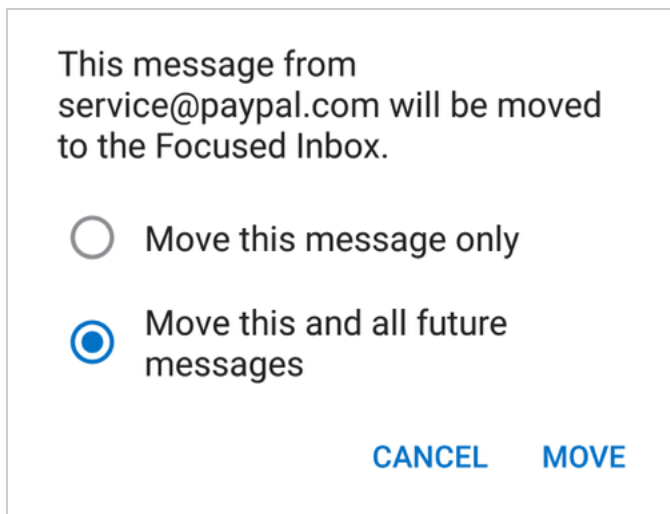 This message from
service@paypal.com will be moved
to the Focused Inbox.
Move this message only
Move this and all future
messages
CANCEL MOVE